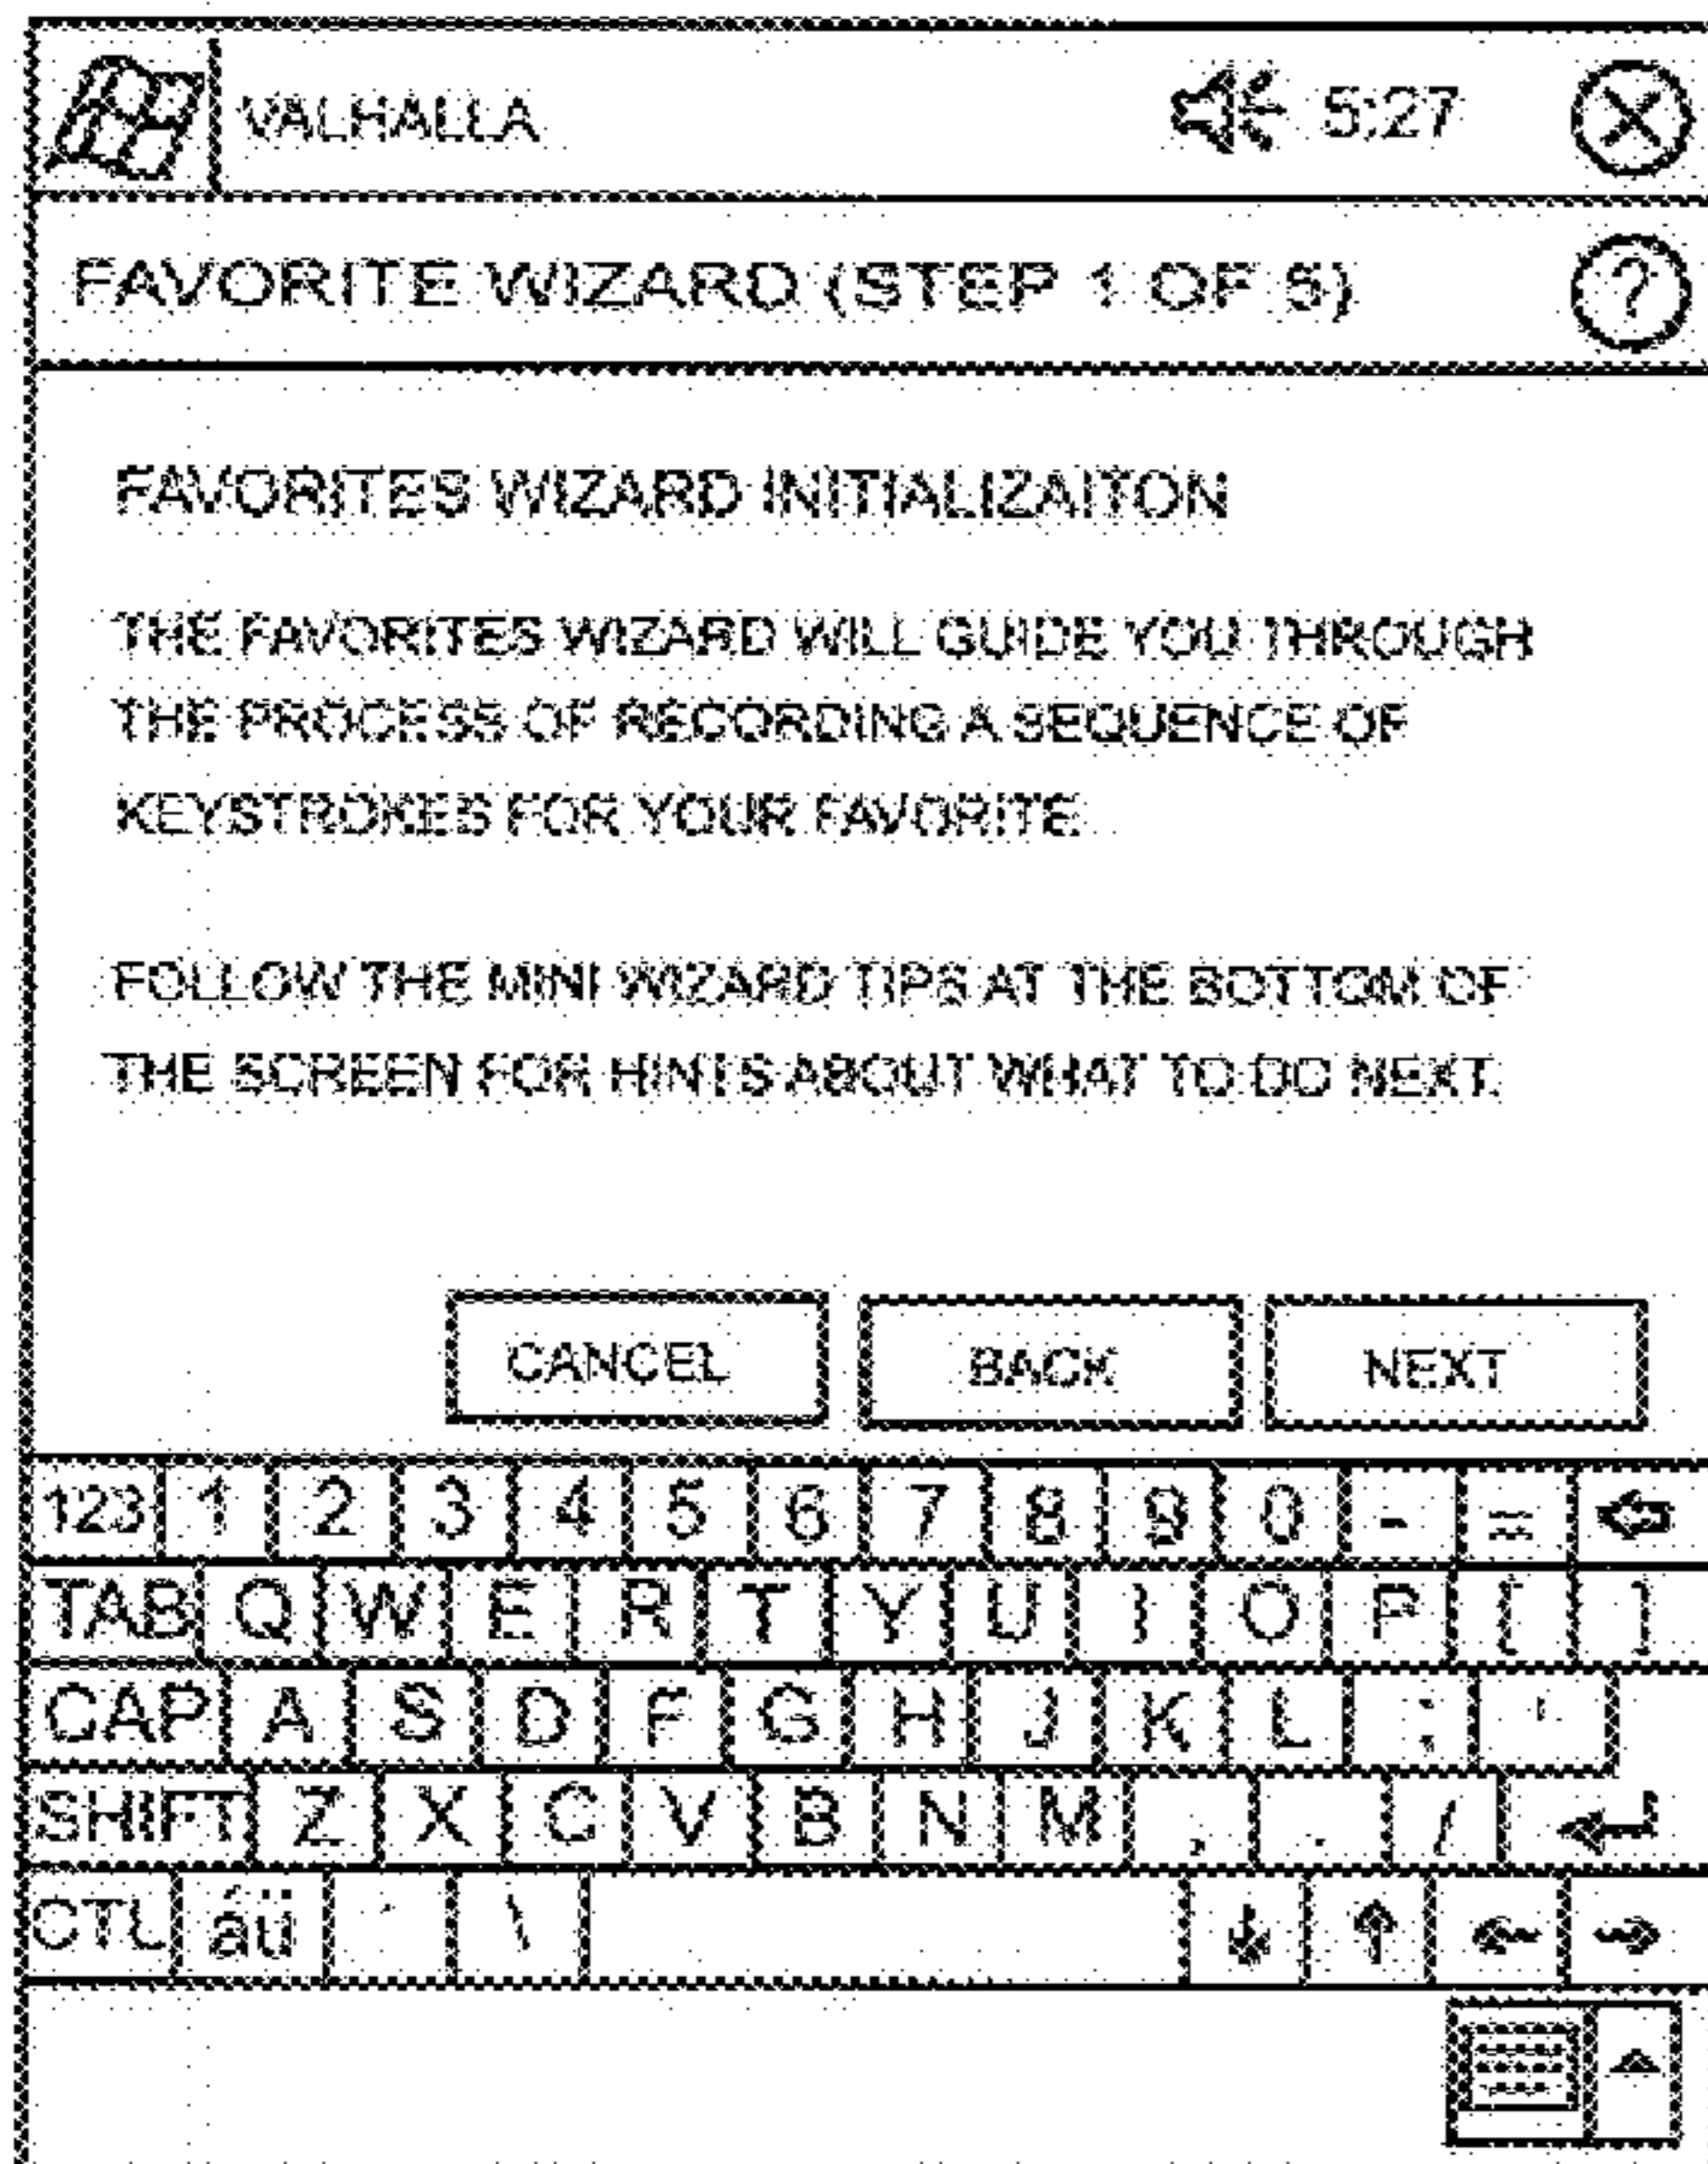 VALHALLA 5:27
FAVORITE WIZARD (STEP 1 OF 5) ?
FAVORITES WIZARD INITIALIZAITON
THE FAVORITES WIZARD WILL GUIDE YOU THROUGH
THE PROCESS OF RECORDING A SEQUENCE OF
KEYSTROKES FOR YOUR FAVORITE
FOLLOW THE MINI WIZARD TIPS AT THE BOTTOM OF
THE SCREEN FOR HINTS ABOUT WHAT TO DO NEXT.
CANCEL BACK NEXT
123 1 2 3 4 5 6 7 8 9 0 - =
TAB Q W E R T Y U I O P [ ]
CAP A S D F G H J K L ; '
SHIFT Z X C V B N M , . /
CTL áü ` \